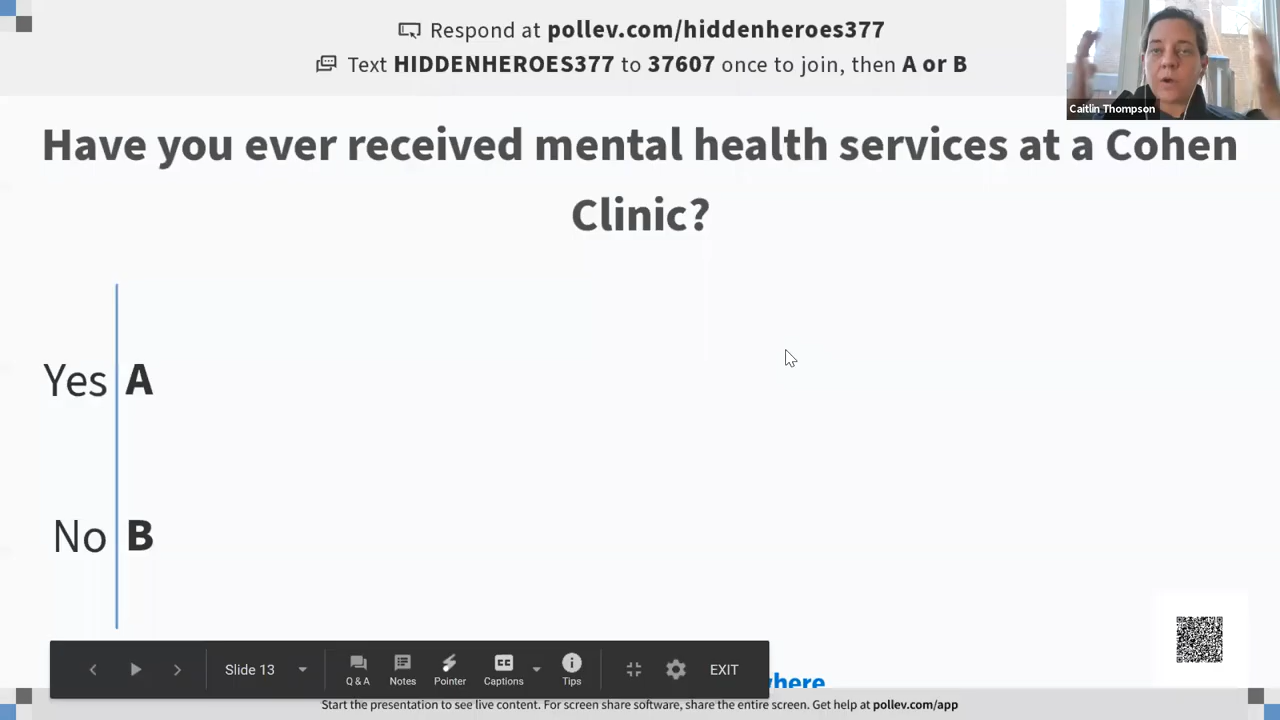 Respond at pollev.com/hiddenheroes377
Text HIDDENHEROES377 to 37607 once to join, then A or B
Caitlin Thompson
Have you ever received mental health services at a Cohen
Clinic?
Yes A
No B
Slide 13
Q & A
Notes
Pointer
Captions
Tips
EXIT
where
Start the presentation to see live content. For screen share software, share the entire screen. Get help at pollev.com/app